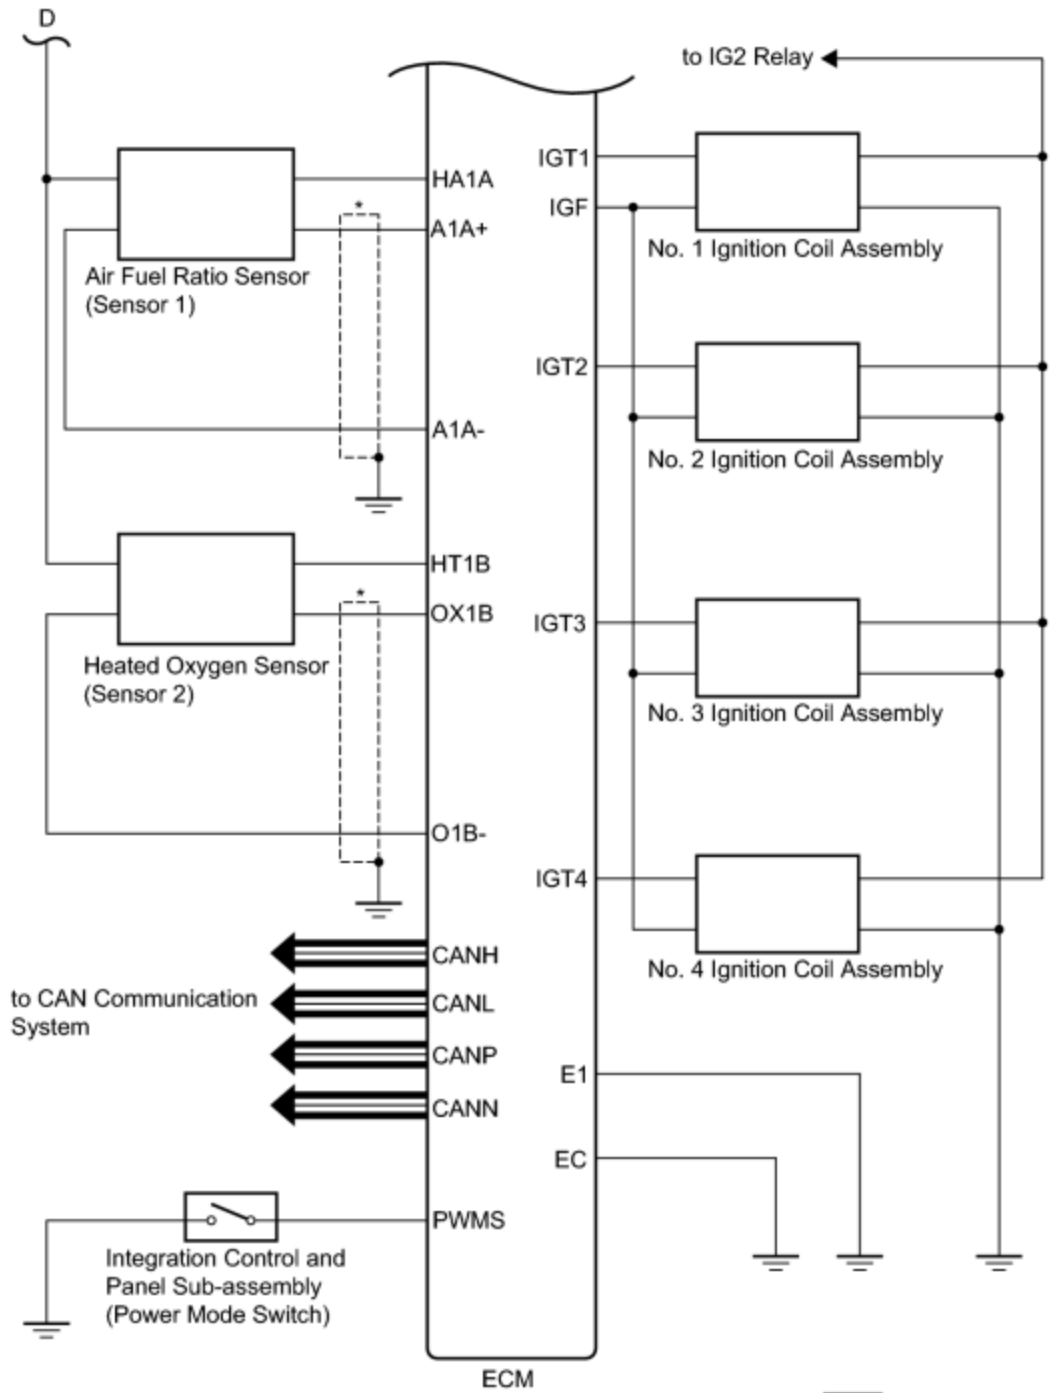 D
to IG2 Relay
IGT1
HA1A
IGF
*
A1A+
No. 1 Ignition Coil Assembly
Air Fuel Ratio Sensor
(Sensor 1)
IGT2
A1A-
No. 2 Ignition Coil Assembly
HT1B
*
OX1B
IGT3
Heated Oxygen Sensor
(Sensor 2)
No. 3 Ignition Coil Assembly
O1B-
IGT4
CANH
No. 4 Ignition Coil Assembly
to CAN Communication
System
CANL
CANP
E1
CANN
EC
PWMS
Integration Control and
Panel Sub-assembly
(Power Mode Switch)
ECM